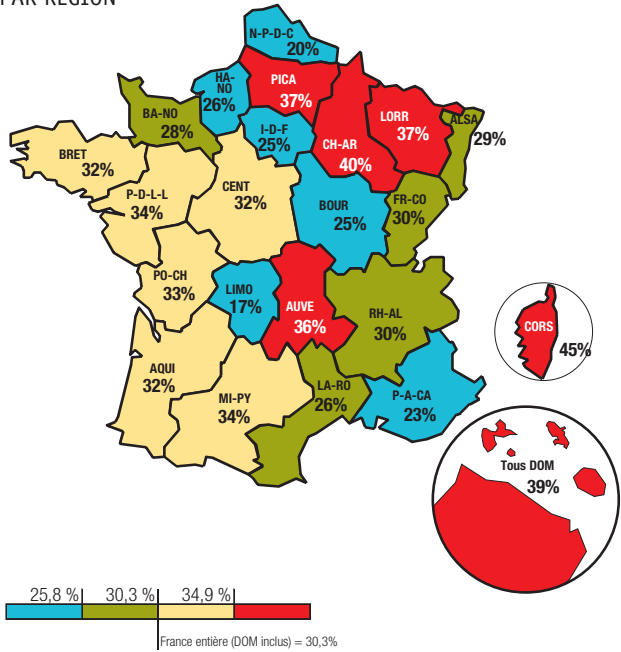 PAR RÉGION
N-P-D-C
20%
HA-
NO
26%
PICA
37%
BA-NO
28%
I-D-F
25%
CH-AR
40%
LORR
37%
ALSA
29%
BRET
32%
P-D-L-L
34%
CENT
32%
BOUR
25%
FR-CO
30%
PO-CH
33%
LIMO
17%
AUVE
36%
RH-AL
30%
CORS
45%
AQUI
32%
MI-PY
34%
LA-RO
26%
P-A-CA
23%
Tous DOM
39%
25,8 % 30,3 % 34,9 %
France entière (DOM inclus) = 30,3%